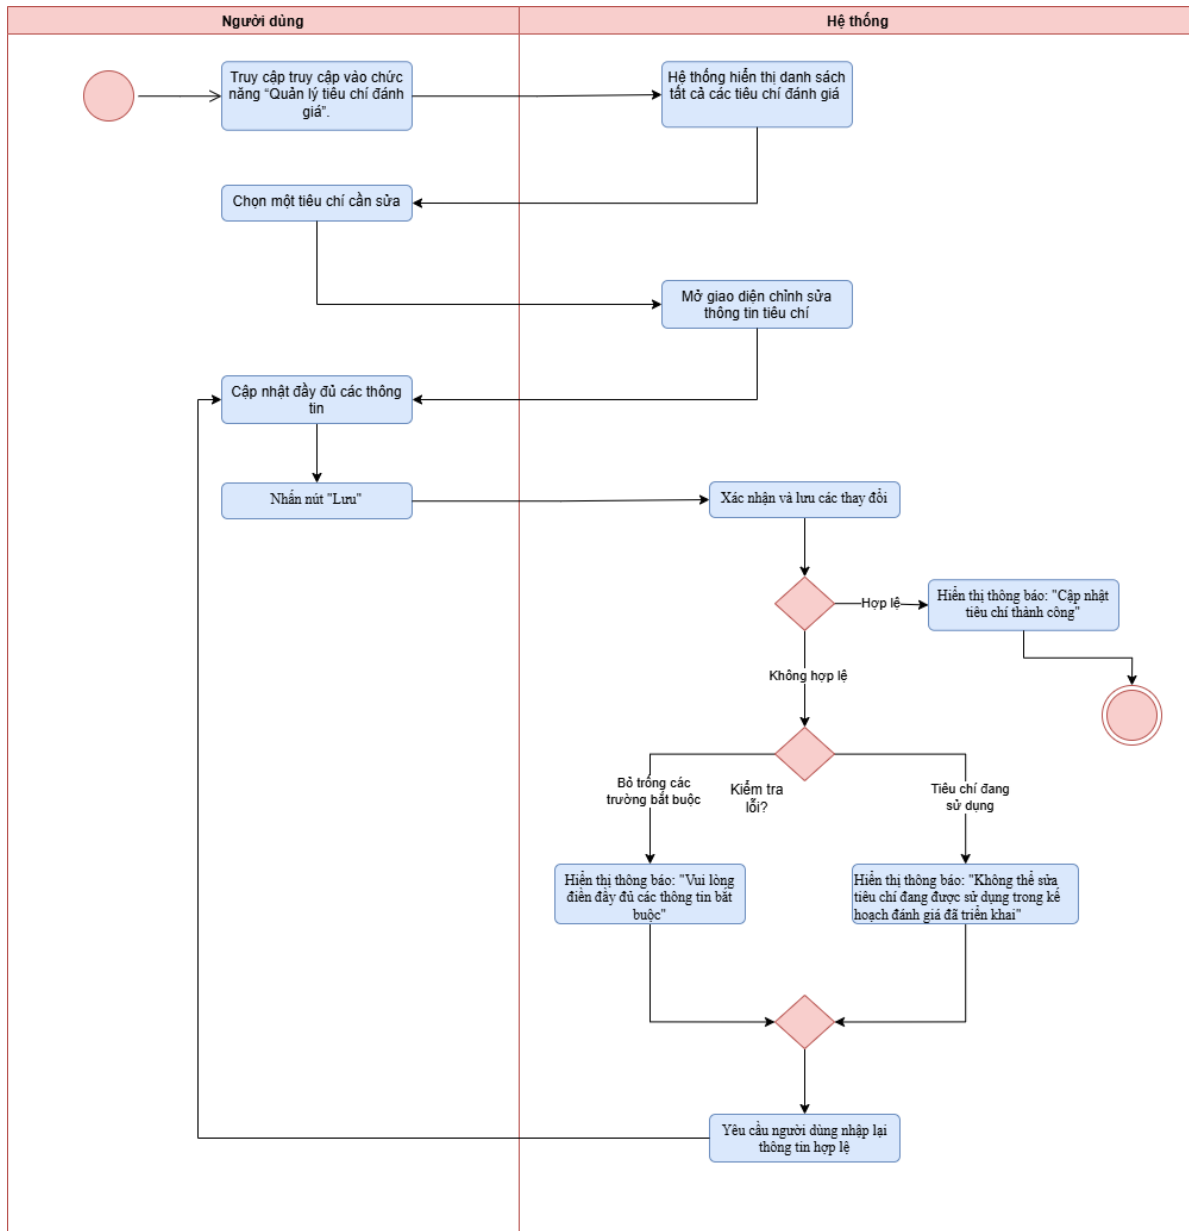 Người dùng
Hệ thống
Truy cập truy cập vào chức
năng “Quản lý tiêu chí đánh
giá”.
Hệ thống hiển thị danh sách
tất cả các tiêu chí đánh giá
Chọn một tiêu chí cần sửa
Mở giao diện chỉnh sửa
thông tin tiêu chí
Cập nhật đầy đủ các thông
tin
Nhấn nút "Lưu"
Xác nhận và lưu các thay đổi
Hợp lệ
Hiển thị thông báo: "Cập nhật
tiêu chí thành công"
Không hợp lệ
Bỏ trống các
trường bắt buộc
Kiểm tra
lỗi?
Tiêu chí đang
sử dụng
Hiển thị thông báo: "Vui lòng
điền đầy đủ các thông tin bắt
buộc"
Hiển thị thông báo: "Không thể sửa
tiêu chí đang được sử dụng trong kế
hoạch đánh giá đã triển khai"
Yêu cầu người dùng nhập lại
thông tin hợp lệ